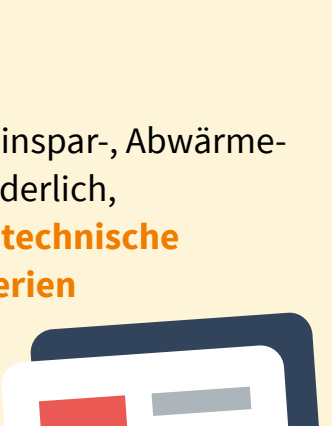 inspar-, Abwärme-
derlich,
technische
erien